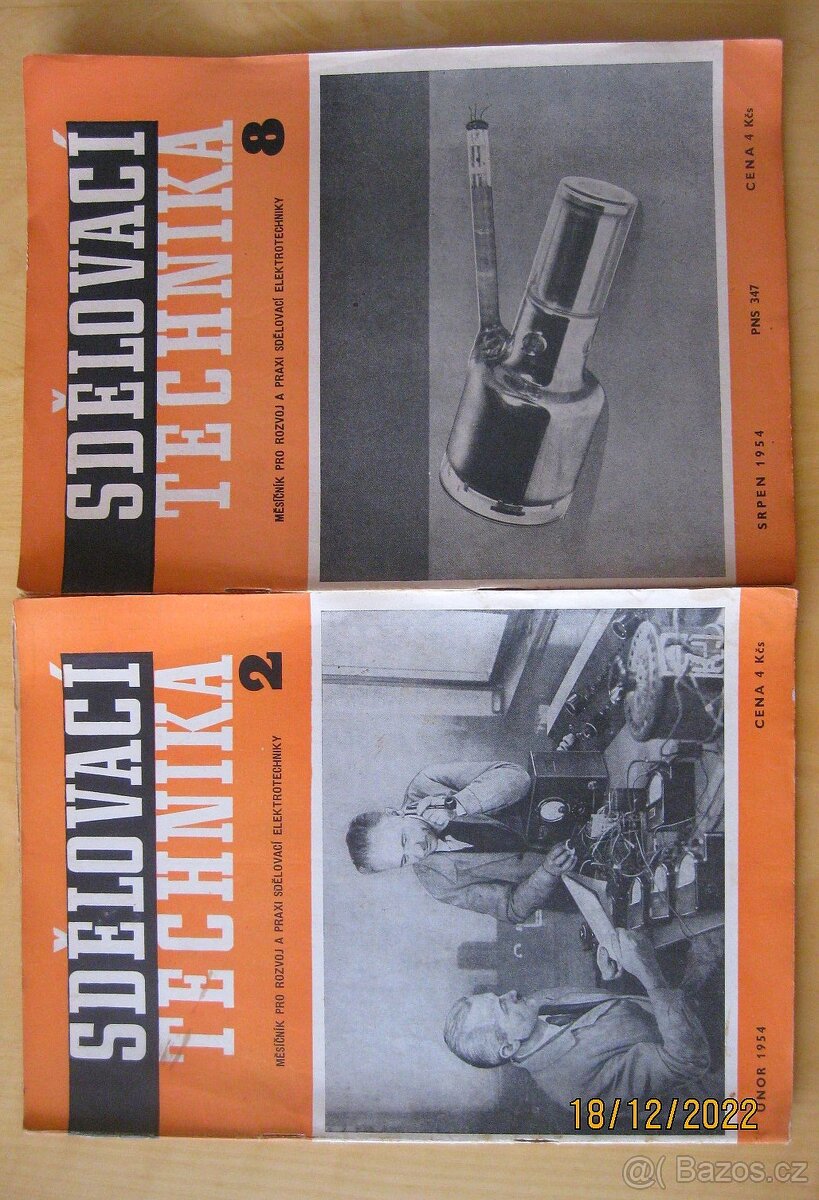 SDĚLOVACÍ
TECHNIKA
8
MĚSÍČNÍK PRO ROZVOJ A PRAXI SDĚLOVACÍ ELEKTROTECHNIKY
SRPEN 1954
PNS 347
CENA 4 Kčs
SDĚLOVACÍ
TECHNIKA
2
MĚSÍČNÍK PRO ROZVOJ A PRAXI SDĚLOVACÍ ELEKTROTECHNIKY
ÚNOR 1954
CENA 4 Kčs
18/12/2022
@( Bazos.cz